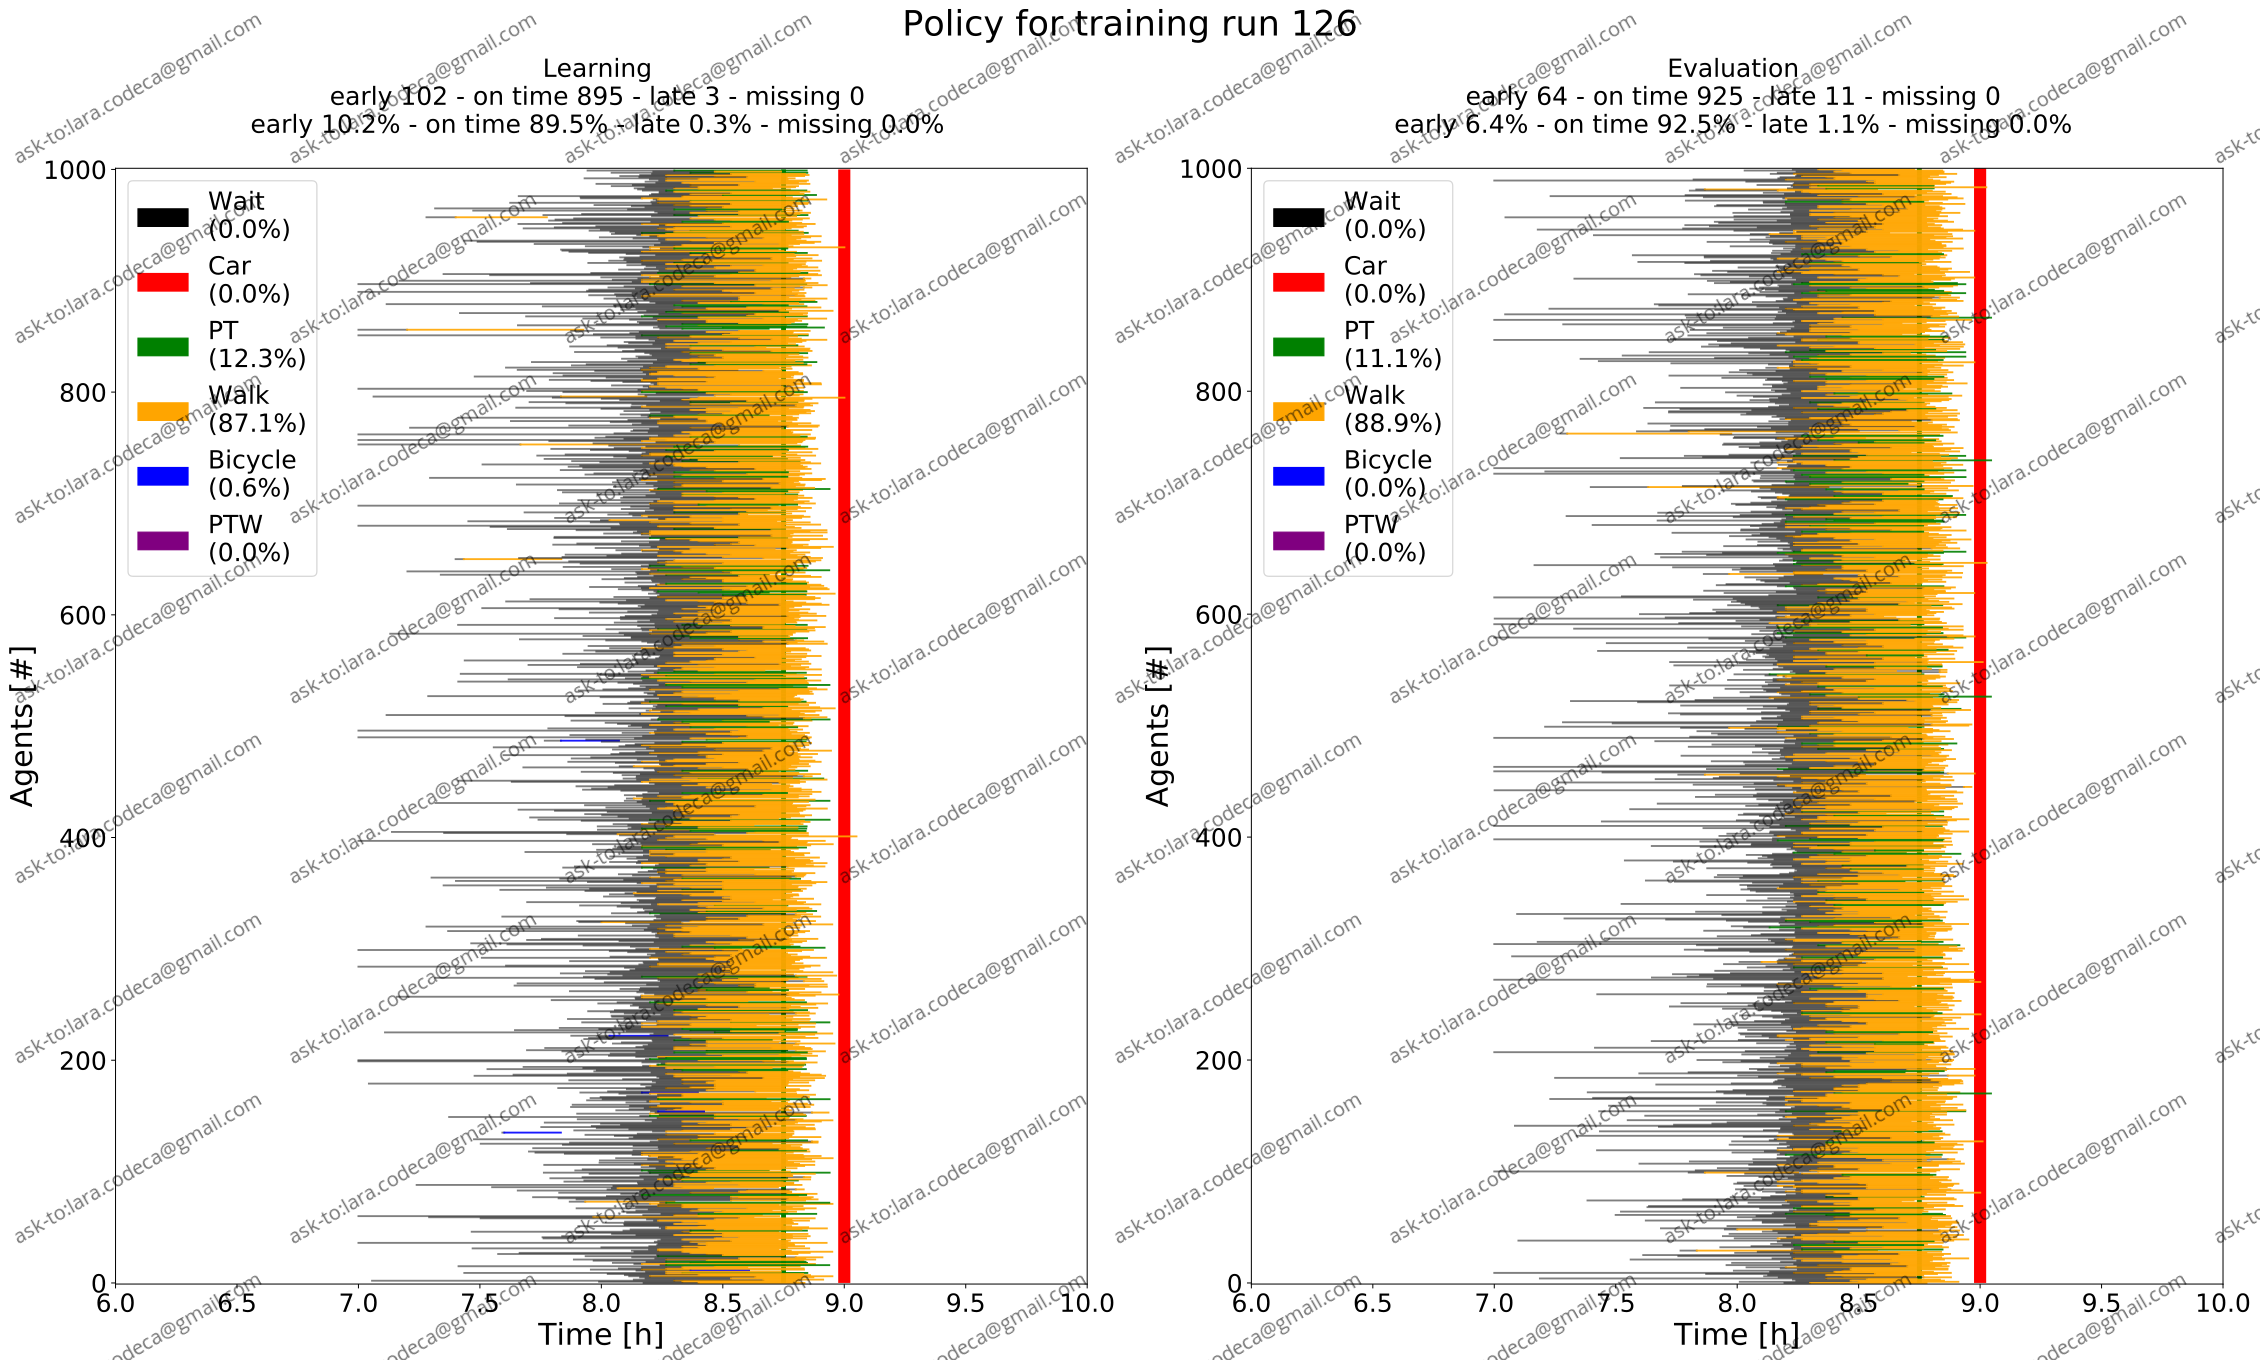 Policy for training run 126
Learning
early 102 - on time 895 - late 3 - missing 0
early 10.2% - on time 89.5% - late 0.3% - missing 0.0%
Agents [#]
1000
800
600
400
200
0
Wait
(0.0%)
Car
(0.0%)
PT
(12.3%)
Walk
(87.1%)
Bicycle
(0.6%)
PTW
(0.0%)
6.0 6.5 7.0 7.5 8.0 8.5 9.0 9.5 10.0
Time [h]
Evaluation
early 64 - on time 925 - late 11 - missing 0
early 6.4% - on time 92.5% - late 1.1% - missing 0.0%
Agents [#]
1000
800
600
400
200
0
Wait
(0.0%)
Car
(0.0%)
PT
(11.1%)
Walk
(88.9%)
Bicycle
(0.0%)
PTW
(0.0%)
6.0 6.5 7.0 7.5 8.0 8.5 9.0 9.5 10.0
Time [h]
ask-to:lara.codeca@gmail.com